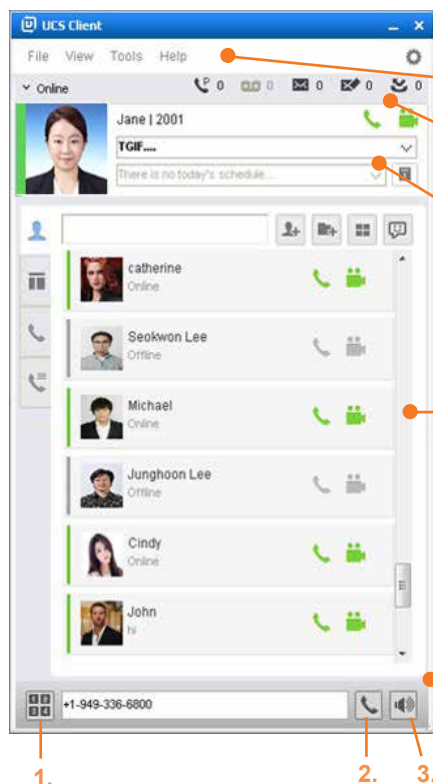 UCS Client
File View Tools Help
Online 0 0 0 0 0
Jane | 2001
TGIF....
There is no today's schedule...
catherine
Online
Seokwon Lee
Offline
Michael
Online
Junghoon Lee
Offline
Cindy
Online
John
hi
+1-949-336-6800
1. 2. 3.